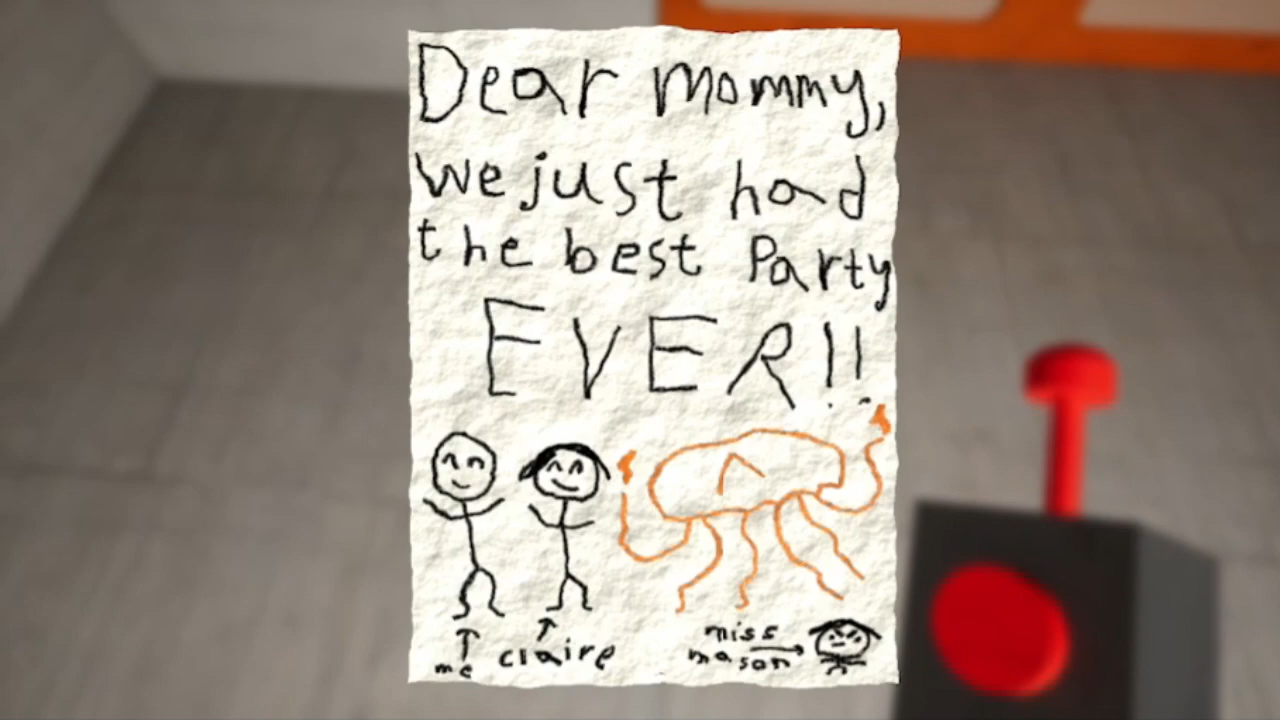 Dear mommy,
we just had
the best Party
EVER!!
me
claire
miss
mason